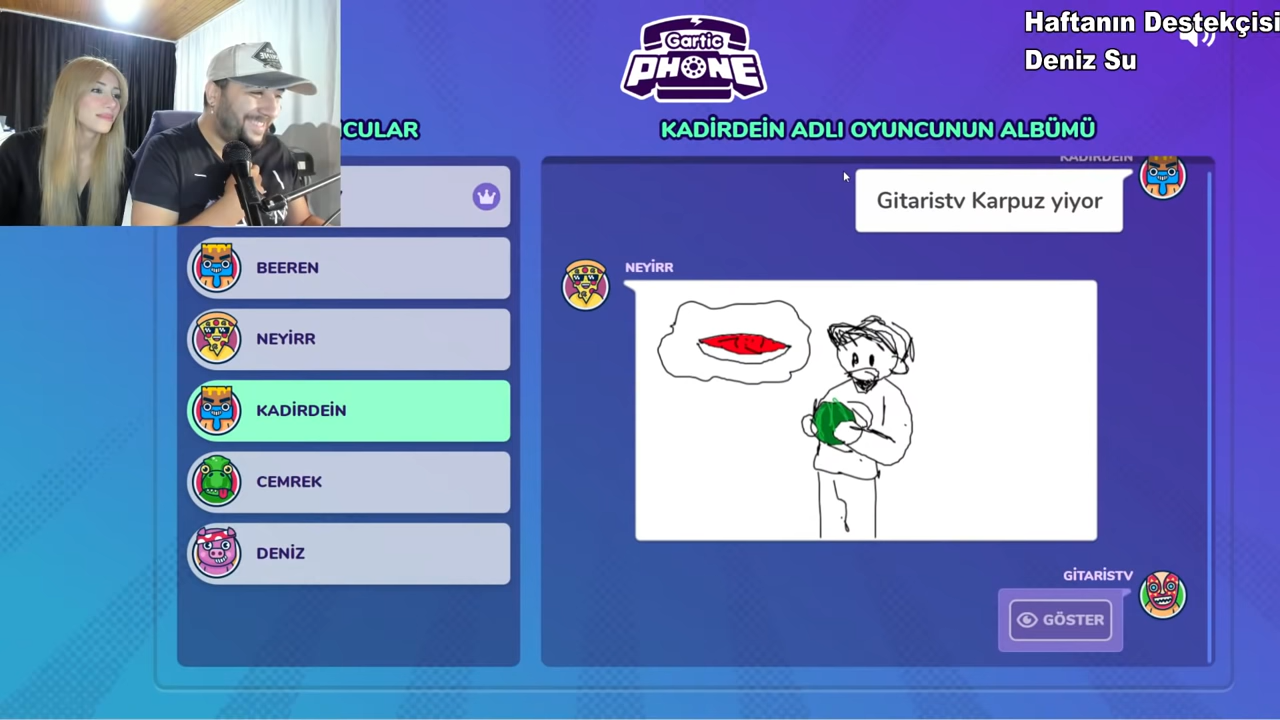 Haftanın Destekçisi
Deniz Su
Gartic
PHONE
CULAR
KADİRDEİN ADLI OYUNCUNUN ALBÜMÜ
KADİRDEİN
Gitaristv Karpuz yiyor
BEEREN
NEYİRR
NEYİRR
KADİRDEİN
CEMREK
DENİZ
GİTARİSTV
GÖSTER